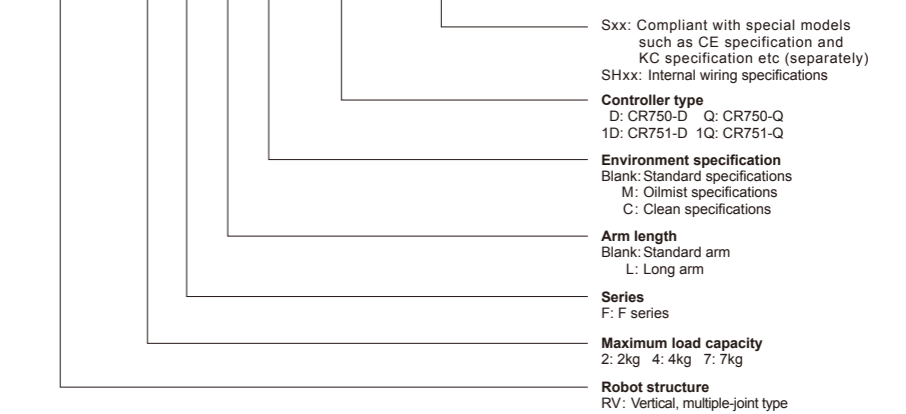 Sxx: Compliant with special models
such as CE specification and
KC specification etc (separately)
SHxx: Internal wiring specifications
Controller type
D: CR750-D Q: CR750-Q
1D: CR751-D 1Q: CR751-Q
Environment specification
Blank: Standard specifications
M: Oilmist specifications
C: Clean specifications
Arm length
Blank: Standard arm
L: Long arm
Series
F: F series
Maximum load capacity
2: 2kg 4: 4kg 7: 7kg
Robot structure
RV: Vertical, multiple-joint type